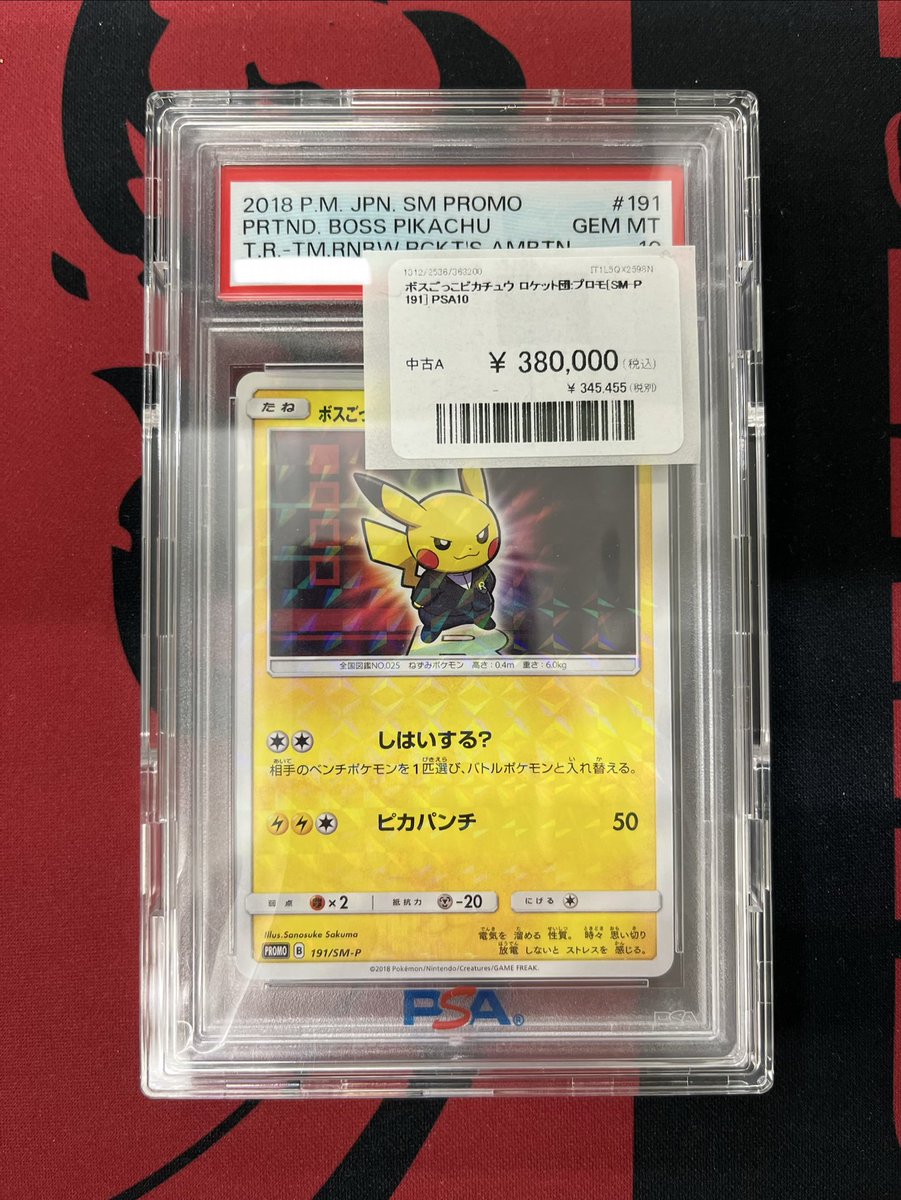 2018 P.M. JPN. SM PROMO #191
PRTND. BOSS PIKACHU GEM MT
T.R.-TM.RNBW RCKT'S AMBTN 10
1012/2536/363200 IT1L5QX2598N
ボスごっこピカチュウ ロケット団:プロモ[SM-P
191] PSA10
中古A ¥ 380,000(税込)
- ¥ 345,455(税別)
たね ボスごっ
全国図鑑NO.025 ねずみポケモン 高さ:0.4m 重さ:6.0kg
しはいする?
相手のベンチポケモンを1匹選び、バトルポケモンと入れ替える。
ピカパンチ 50
弱点 ×2 抵抗力 -20 にげる
Illus.Sanosuke Sakuma
電気を 溜める 性質。 時々 思い切り
放電 しないと ストレスを 感じる。
PROMO B 191/SM-P
©2018 Pokémon/Nintendo/Creatures/GAME FREAK.
PSA®
PSA